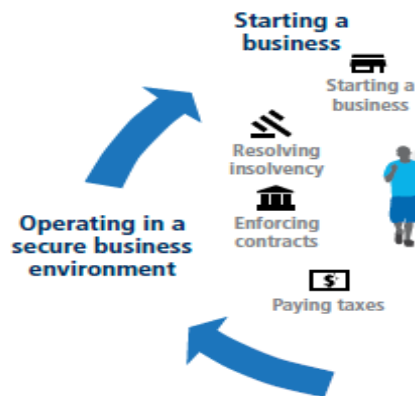 Starting a
business
Starting a
business
Resolving
insolvency
Enforcing
contracts
Operating in a
secure business
environment
$
Paying taxes